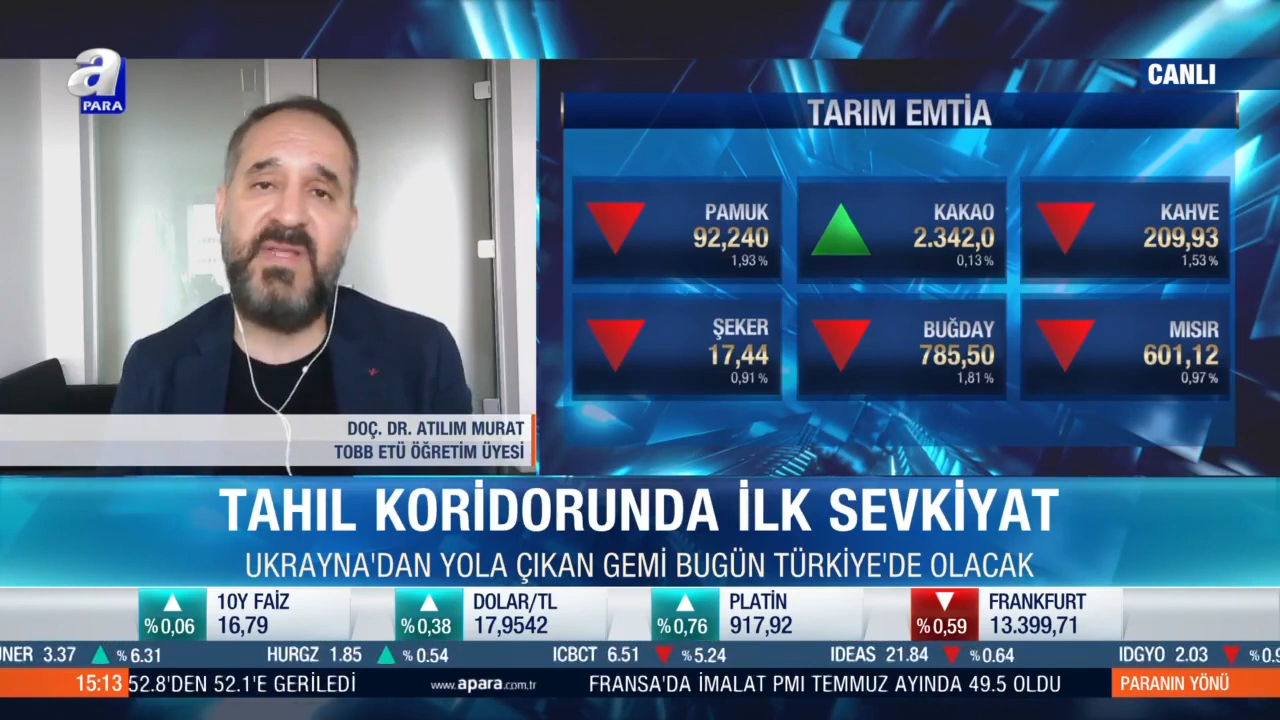 a
PARA
CANLI
TARIM EMTİA
PAMUK
92,240
1,93 %
KAKAO
2.342,0
0,13 %
KAHVE
209,93
1,53 %
ŞEKER
17,44
0,91 %
BUĞDAY
785,50
1,81 %
MISIR
601,12
0,97 %
DOÇ. DR. ATILIM MURAT
TOBB ETÜ ÖĞRETİM ÜYESİ
TAHIL KORİDORUNDA İLK SEVKİYAT
UKRAYNA'DAN YOLA ÇIKAN GEMİ BUGÜN TÜRKİYE'DE OLACAK
% 0,06 10Y FAİZ 16,79
% 0,38 DOLAR/TL 17,9542
% 0,76 PLATİN 917,92
% 0,59 FRANKFURT 13.399,71
3.37 % 6.31 HURGZ 1.85 % 0.54 ICBCT 6.51 % 5.24 IDEAS 21.84 % 0.64 IDGYO 2.03
15:13 52.8'DEN 52.1'E GERİLEDİ www.apara.com.tr FRANSA'DA İMALAT PMI TEMMUZ AYINDA 49.5 OLDU PARANIN YÖNÜ